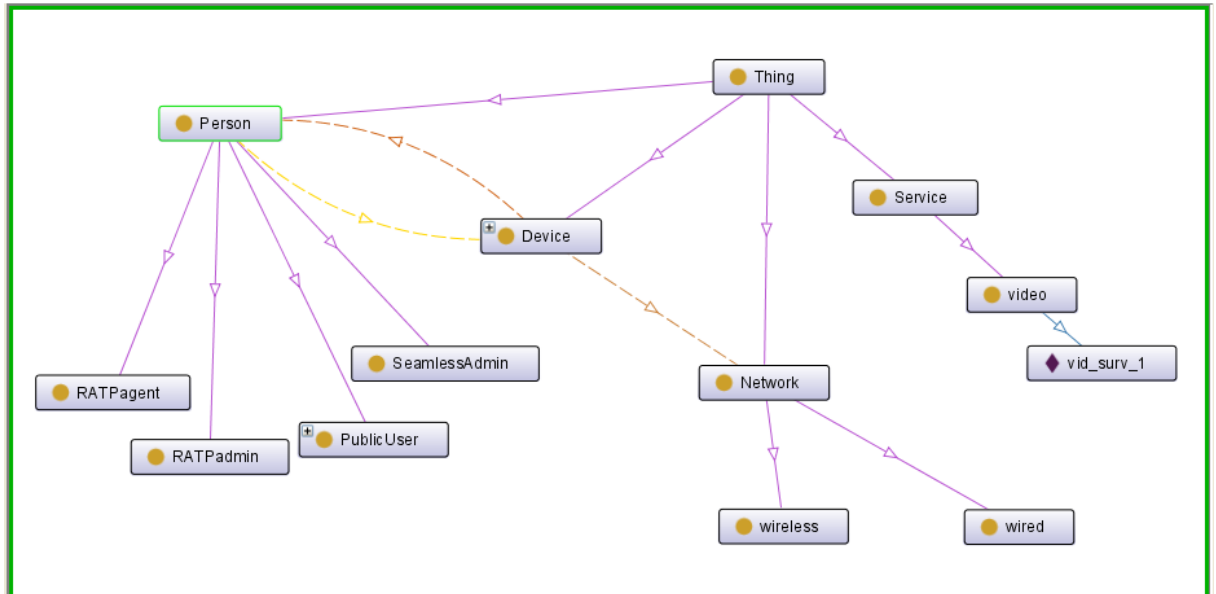 Thing
Person
Service
Device
video
vid_surv_1
SeamlessAdmin
Network
RATPagent
PublicUser
RATPadmin
wireless
wired